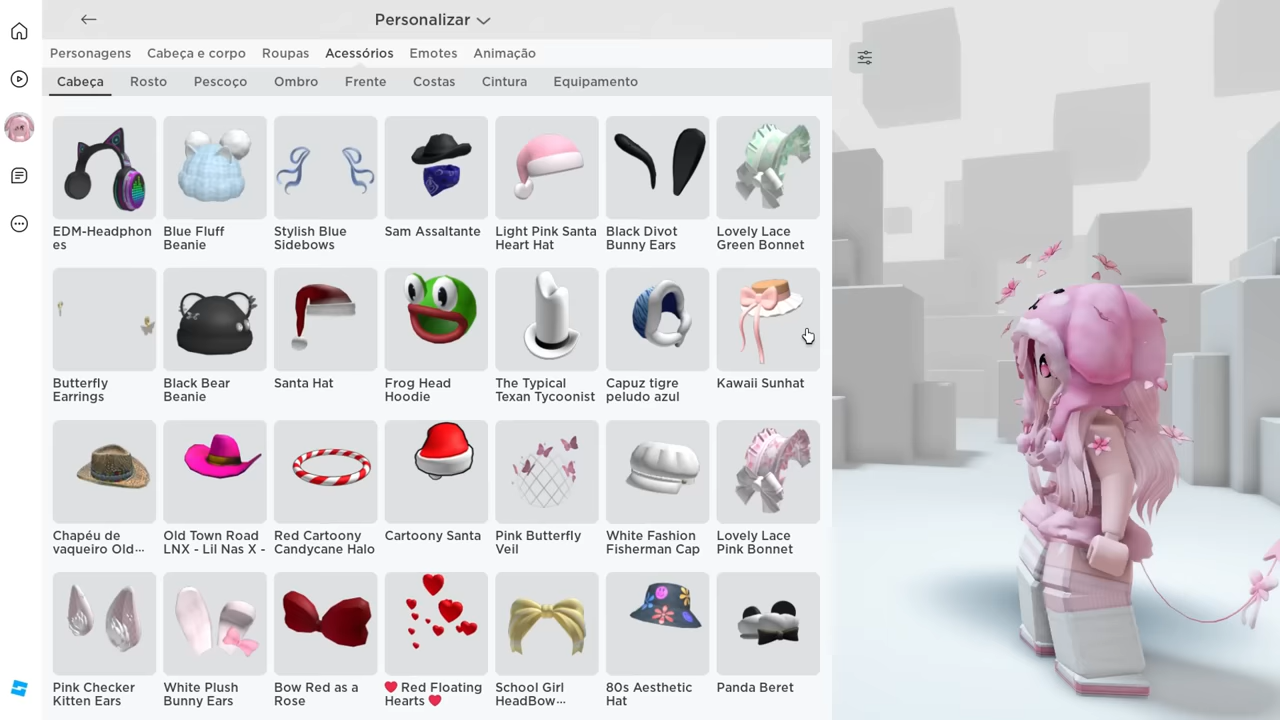 Personalizar
Personagens Cabeça e corpo Roupas Acessórios Emotes Animação
Cabeça Rosto Pescoço Ombro Frente Costas Cintura Equipamento
EDM-Headphon
es
Blue Fluff
Beanie
Stylish Blue
Sidebows
Sam Assaltante
Light Pink Santa
Heart Hat
Black Divot
Bunny Ears
Lovely Lace
Green Bonnet
Butterfly
Earrings
Black Bear
Beanie
Santa Hat
Frog Head
Hoodie
The Typical
Texan Tycoonist
Capuz tigre
peludo azul
Kawaii Sunhat
Chapéu de
vaqueiro Old...
Old Town Road
LNX - Lil Nas X -
Red Cartoony
Candycane Halo
Cartoony Santa
Pink Butterfly
Veil
White Fashion
Fisherman Cap
Lovely Lace
Pink Bonnet
Pink Checker
Kitten Ears
White Plush
Bunny Ears
Bow Red as a
Rose
❤️ Red Floating
Hearts ❤️
School Girl
HeadBow...
80s Aesthetic
Hat
Panda Beret